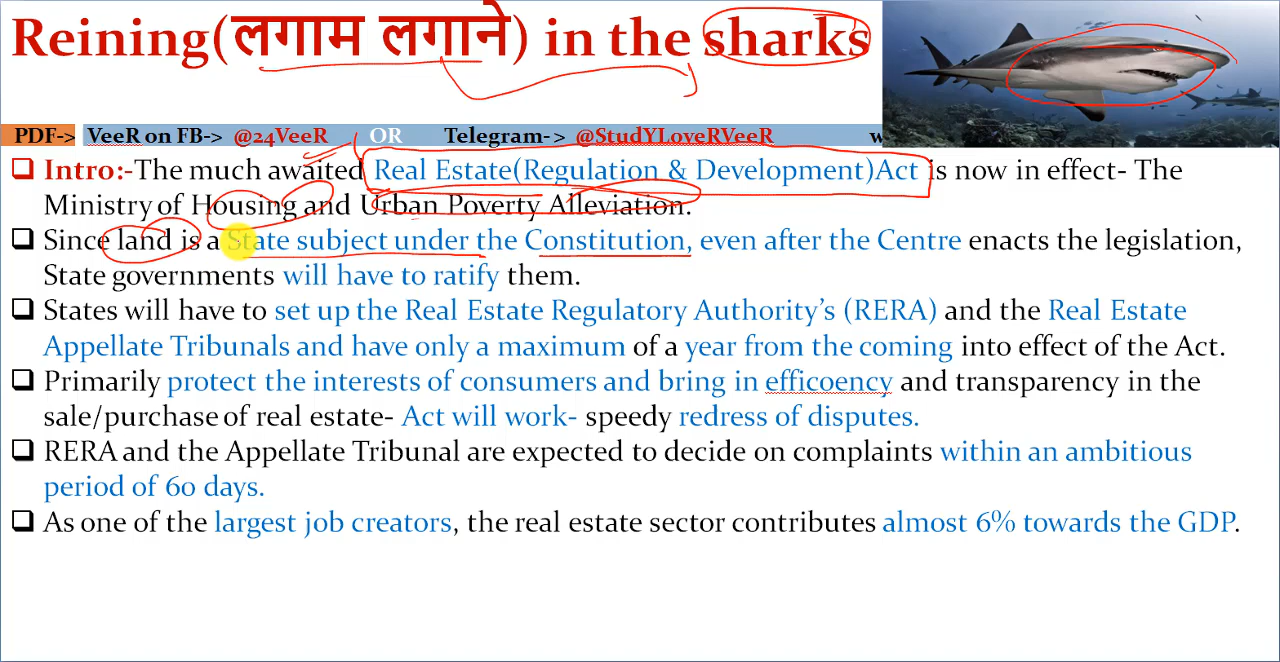 Reining(लगाम लगाने) in the sharks
PDF-> VeeR on FB-> @24VeeR OR Telegram-> @StudYLoveRVeeR w
Intro:-The much awaited Real Estate(Regulation & Development)Act is now in effect- The
Ministry of Housing and Urban Poverty Alleviation.
Since land is a State subject under the Constitution, even after the Centre enacts the legislation,
State governments will have to ratify them.
States will have to set up the Real Estate Regulatory Authority's (RERA) and the Real Estate
Appellate Tribunals and have only a maximum of a year from the coming into effect of the Act.
Primarily protect the interests of consumers and bring in efficoency and transparency in the
sale/purchase of real estate- Act will work- speedy redress of disputes.
RERA and the Appellate Tribunal are expected to decide on complaints within an ambitious
period of 60 days.
As one of the largest job creators, the real estate sector contributes almost 6% towards the GDP.